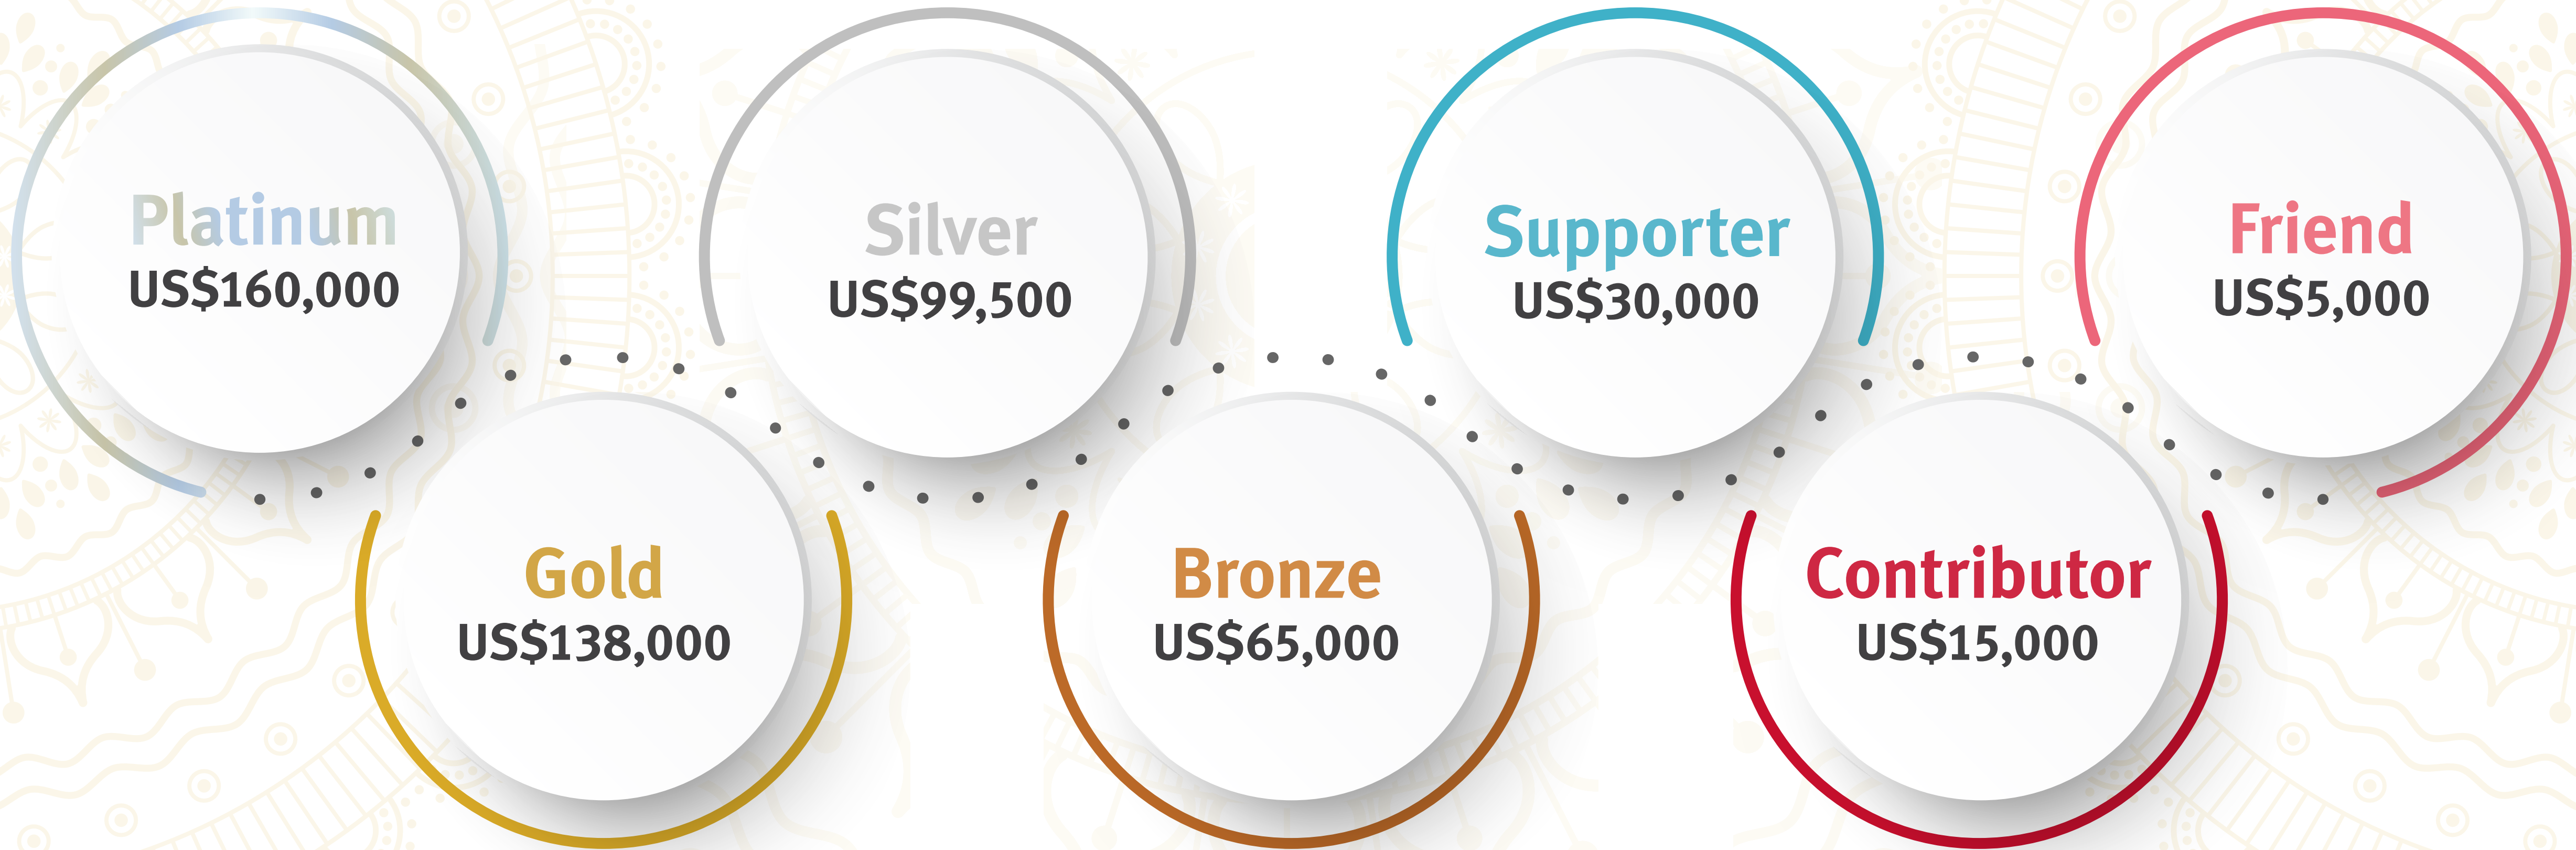 Platinum
US$160,000
Gold
US$138,000
Silver
US$99,500
Bronze
US$65,000
Supporter
US$30,000
Contributor
US$15,000
Friend
US$5,000